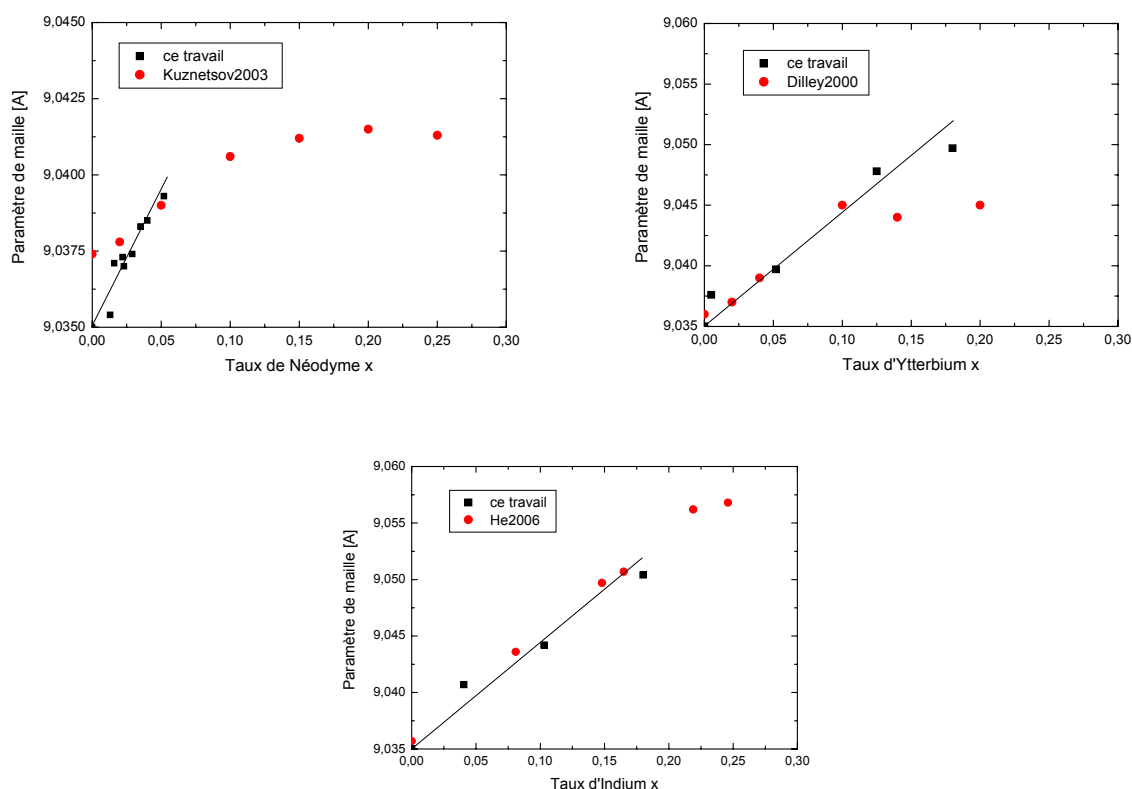 9,0450
9,0425
9,0400
9,0375
9,0350
Paramètre de maille [A]
ce travail
Kuznetsov2003
0,00 0,05 0,10 0,15 0,20 0,25 0,30
Taux de Néodyme x
9,060
9,055
9,050
9,045
9,040
9,035
Paramètre de maille [A]
ce travail
Dilley2000
0,00 0,05 0,10 0,15 0,20 0,25 0,30
Taux d'Ytterbium x
9,060
9,055
9,050
9,045
9,040
9,035
Paramètre de maille [A]
ce travail
He2006
0,00 0,05 0,10 0,15 0,20 0,25 0,30
Taux d'Indium x